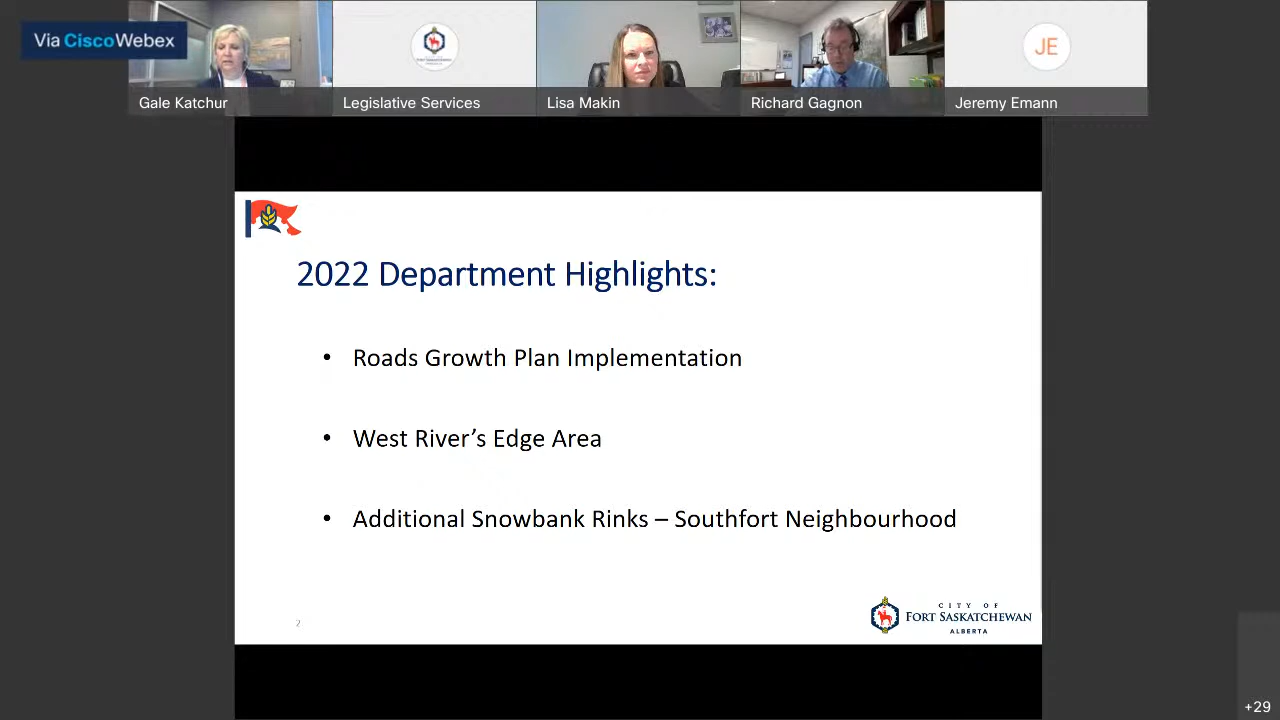 Via CiscoWebex
JE
Gale Katchur
Legislative Services
Lisa Makin
Richard Gagnon
Jeremy Emann
2022 Department Highlights:
• Roads Growth Plan Implementation
• West River’s Edge Area
• Additional Snowbank Rinks – Southfort Neighbourhood
2
CITY OF
FORT SASKATCHEWAN
ALBERTA
+29